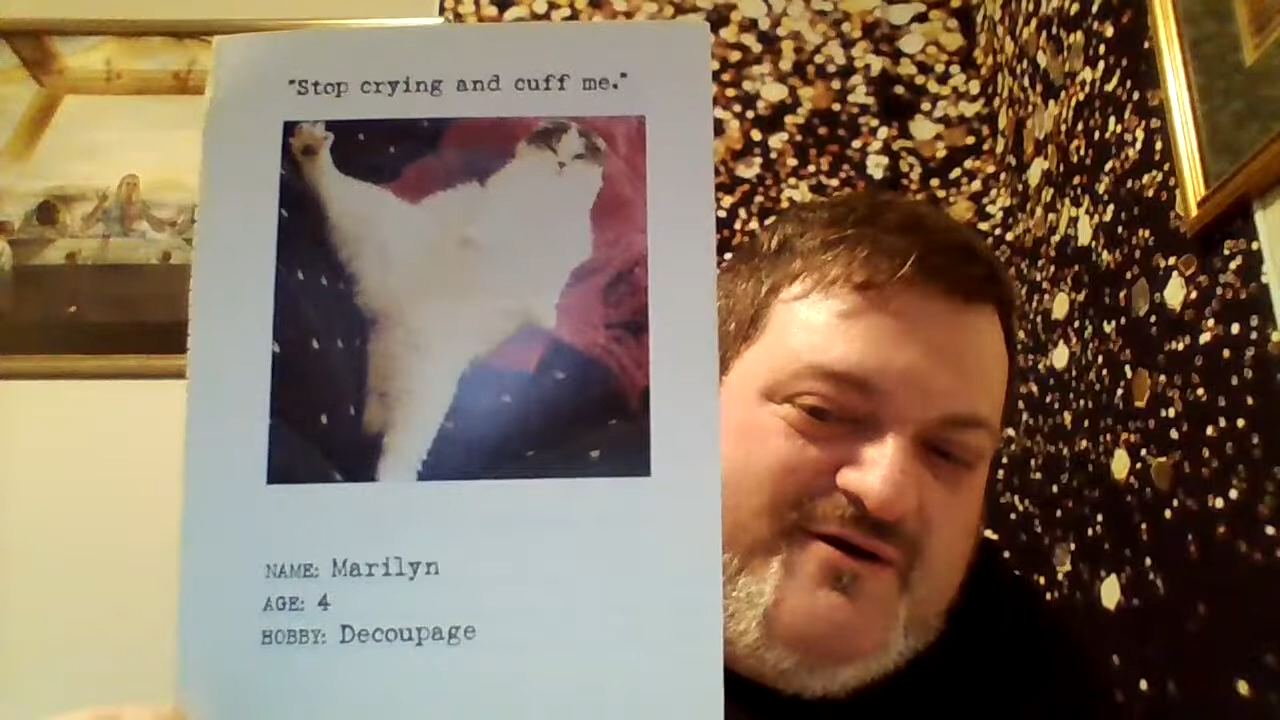 "Stop crying and cuff me."
NAME: Marilyn
AGE: 4
HOBBY: Decoupage